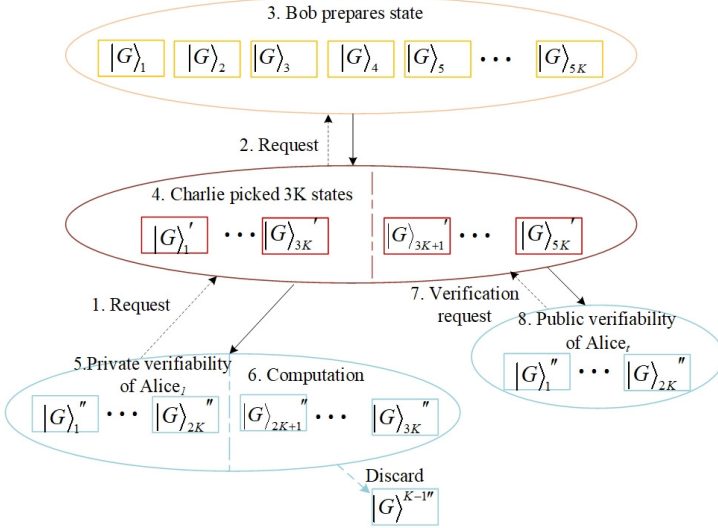 3. Bob prepares state
|G⟩₁ |G⟩₂ |G⟩₃ |G⟩₄ |G⟩₅ ··· |G⟩₅ₖ
2. Request
4. Charlie picked 3K states
|G⟩₁′ ··· |G⟩₃ₖ′ |G⟩₃ₖ₊₁′ ··· |G⟩₅ₖ′
1. Request
7. Verification
request
8. Public verifiability
of Aliceₜ
|G⟩₁″ ··· |G⟩₂ₖ″
5.Private verifiability
of Aliceₗ
6. Computation
|G⟩₁″ ··· |G⟩₂ₖ″ |G⟩₂ₖ₊₁″ ··· |G⟩₃ₖ″
Discard
|G⟩ᴷ⁻¹″